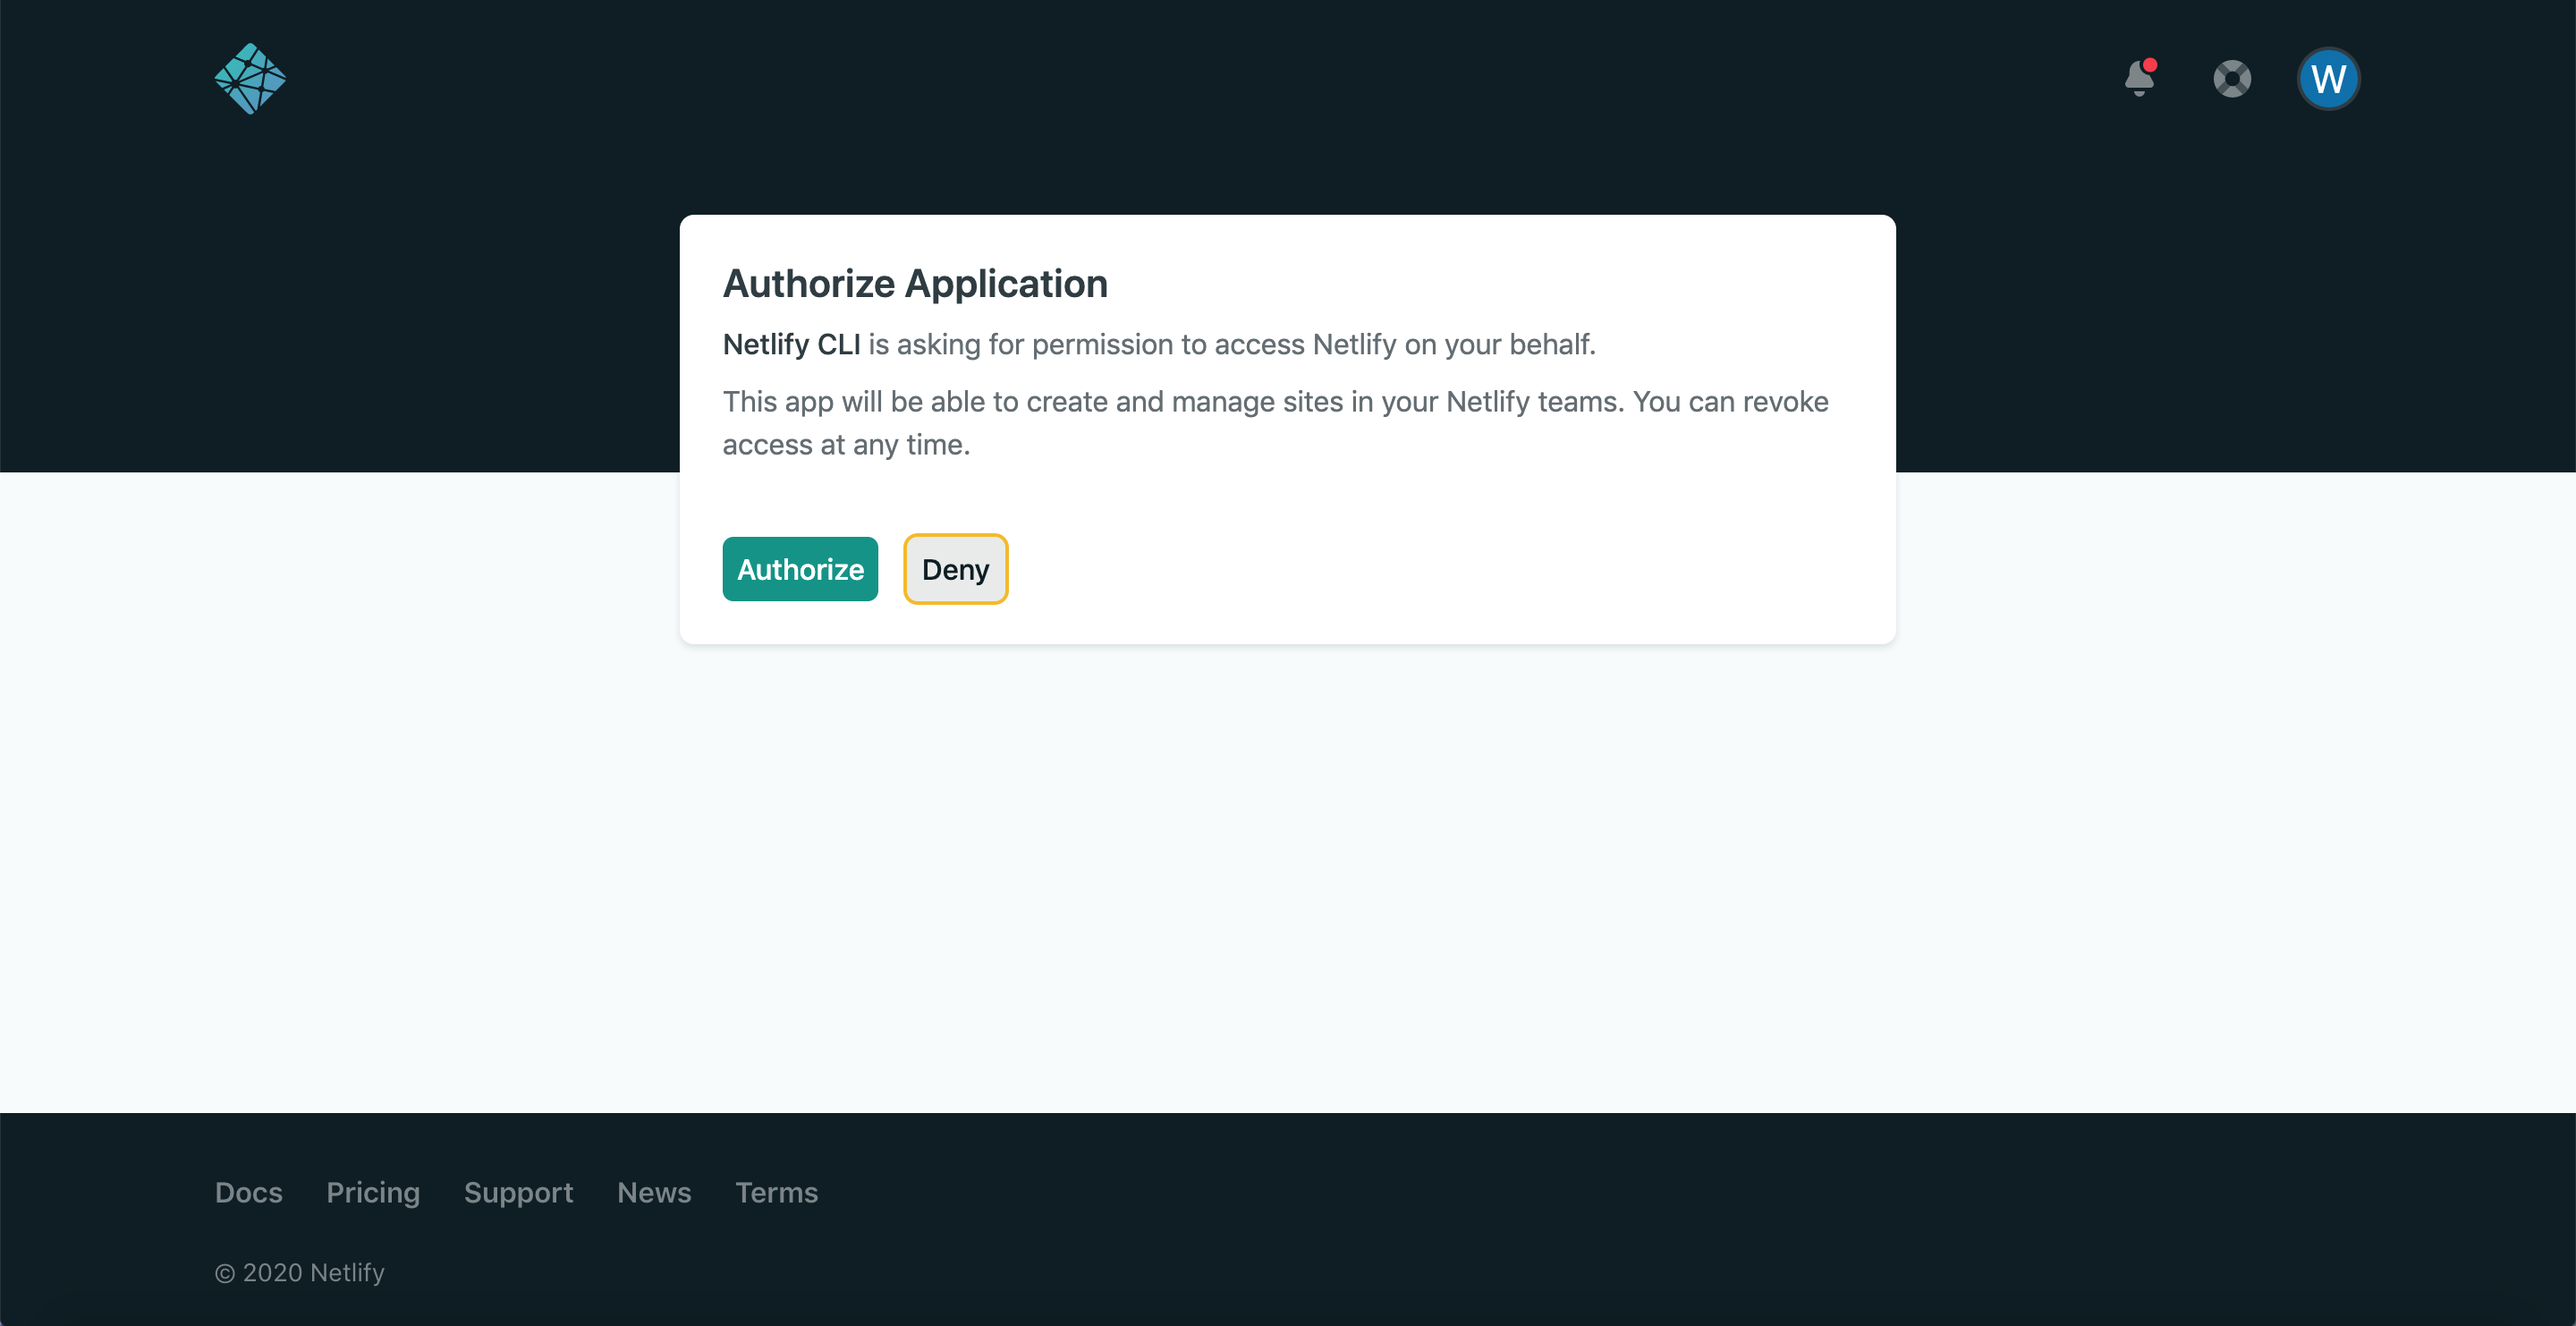 W
Authorize Application
Netlify CLI is asking for permission to access Netlify on your behalf.
This app will be able to create and manage sites in your Netlify teams. You can revoke
access at any time.
Authorize Deny
Docs Pricing Support News Terms
© 2020 Netlify